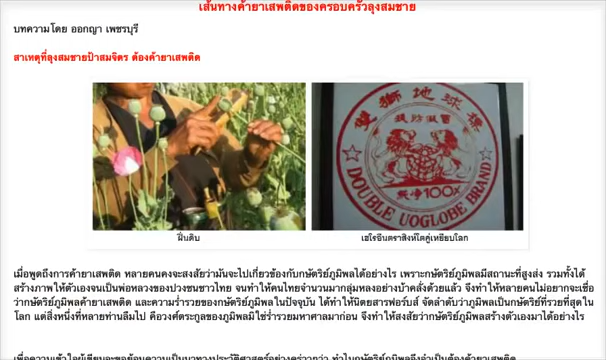 เส้นทางค้ายาเสพติดของครอบครัวลุงสมชาย
บทความโดย ออกญา เพชรบุรี
สาเหตุที่ลุงสมชายป้าสมจิตร ต้องค้ายาเสพติด
雙獅地球標
嚴防假冒
DOUBLE UOGLOBE BRAND
100%
ฝิ่นดิบ
เฮโรอีนตราสิงห์โตคู่เหยียบโลก
เมื่อพูดถึงการค้ายาเสพติด หลายคนคงจะสงสัยว่ามันจะไปเกี่ยวข้องกับกษัตริย์ภูมิพลได้อย่างไร เพราะกษัตริย์ภูมิพลมีสถานะที่สูงส่ง รวมทั้งได้
สร้างภาพให้ตัวเองจนเป็นพ่อหลวงของปวงชนชาวไทย จนทำให้คนไทยจำนวนมากลุ่มหลงอย่างบ้าคลั่งด้วยแล้ว จึงทำให้หลายคนไม่อยากจะเชื่อ
ว่ากษัตริย์ภูมิพลค้ายาเสพติด และความร่ำรวยของกษัตริย์ภูมิพลในปัจจุบัน ได้ทำให้นิตยสารฟอร์บส์ จัดลำดับว่าภูมิพลเป็นกษัตริย์ที่รวยที่สุดใน
โลก แต่สิ่งหนึ่งที่หลายท่านลืมไป คือวงศ์ตระกูลของภูมิพลมิใช่ร่ำรวยมหาศาลมาก่อน จึงทำให้สงสัยว่ากษัตริย์ภูมิพลสร้างตัวเองมาได้อย่างไร